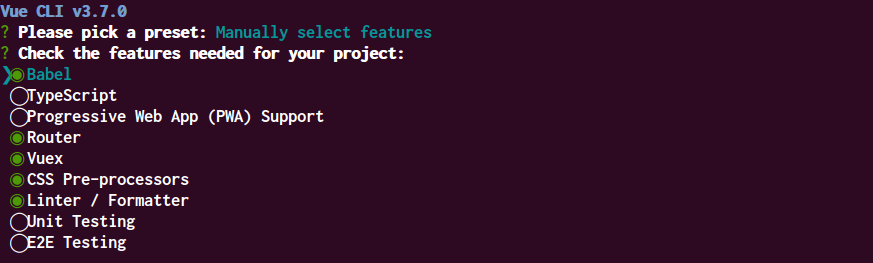 Vue CLI v3.7.0
? Please pick a preset: Manually select features
? Check the features needed for your project:
❯◉Babel
◯TypeScript
◯Progressive Web App (PWA) Support
◉Router
◉Vuex
◉CSS Pre-processors
◉Linter / Formatter
◯Unit Testing
◯E2E Testing